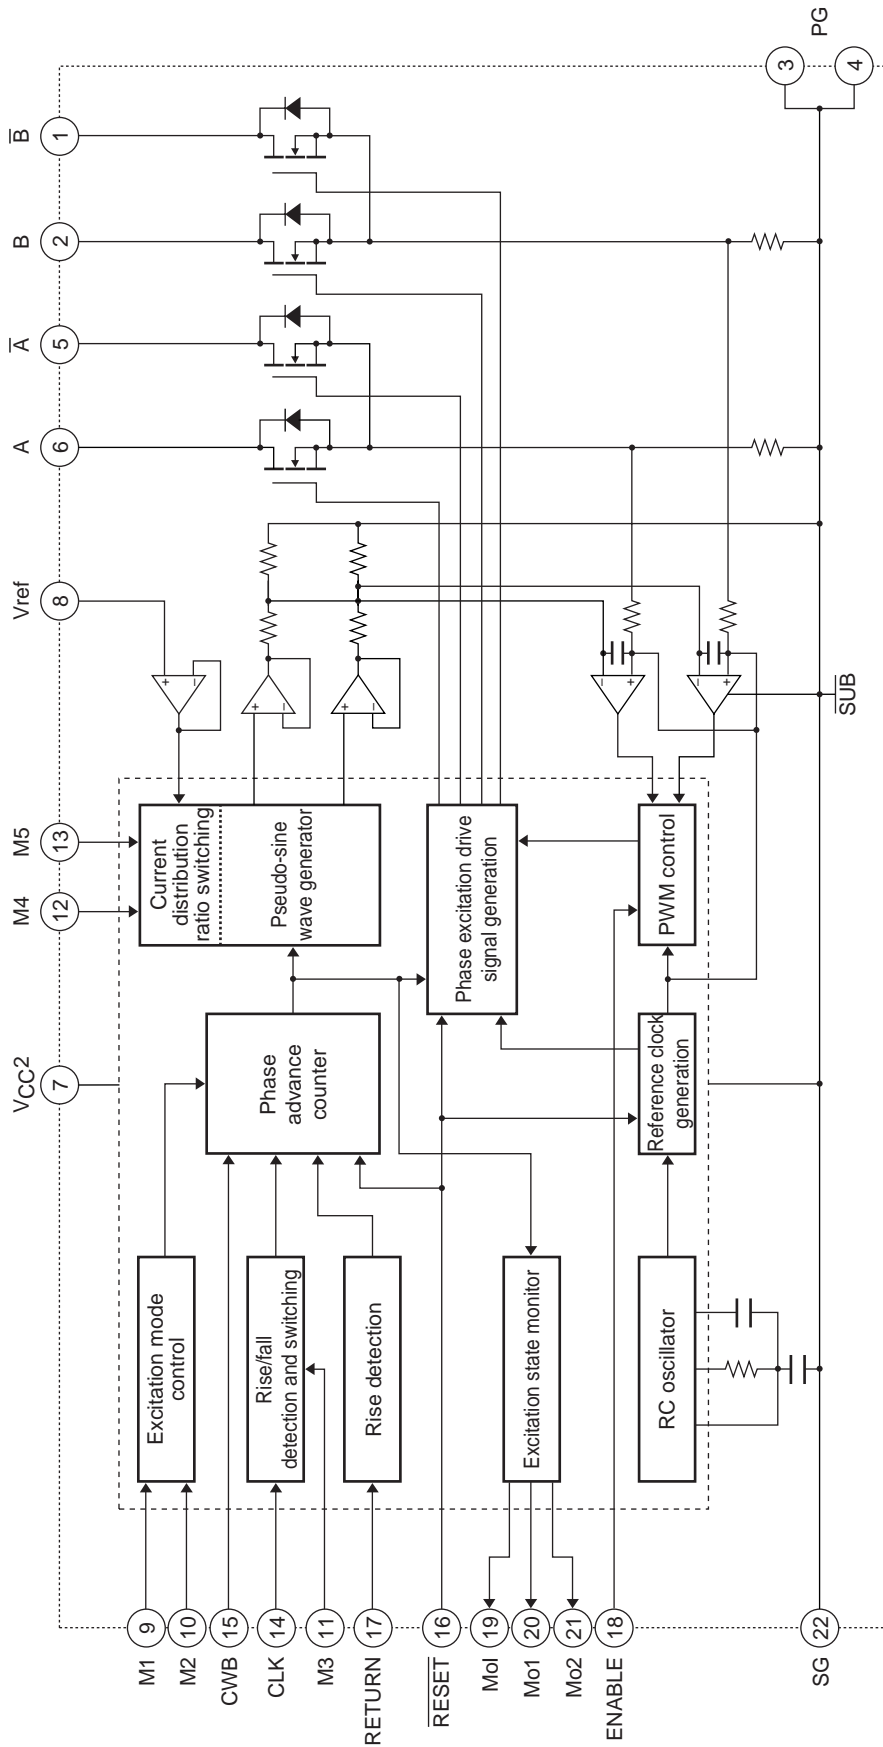 VCC2
7
M4
12
M5
13
Vref
8
A
6
A
5
B
2
B
1
M1
9
M2
10
CWB
15
CLK
14
M3
11
RETURN
17
RESET
16
MoI
19
Mo1
20
Mo2
21
ENABLE
18
SG
22
Excitation mode
control
Rise/fall
detection and switching
Rise detection
Excitation state monitor
RC oscillator
Phase
advance
counter
Reference clock
generation
Current
distribution
ratio switching
Pseudo-sine
wave generator
Phase excitation drive
signal generation
PWM control
+
−
+
−
+
−
−
+
−
+
SUB
3
4
PG